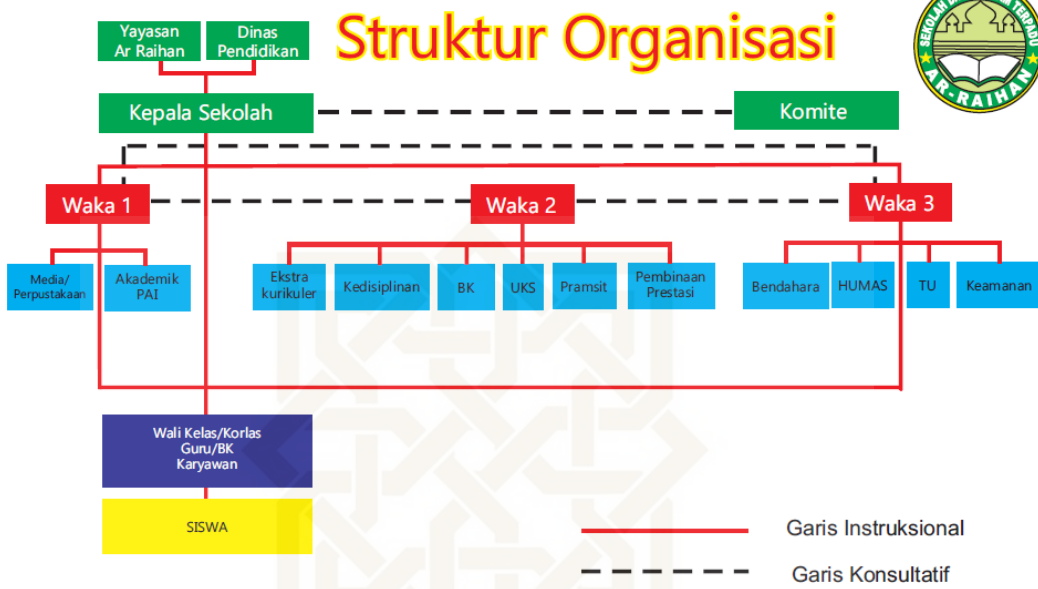 Struktur Organisasi
Yayasan
Ar Raihan
Dinas
Pendidikan
TERPADU
AR-RAIHAN
Kepala Sekolah
Komite
Waka 1
Waka 2
Waka 3
Media/
Perpustakaan
Akademik
PAI
Ekstra
kurikuler
Kedisiplinan
BK
UKS
Pramsit
Pembinaan
Prestasi
Bendahara
HUMAS
TU
Keamanan
Wali Kelas/Korlas
Guru/BK
Karyawan
SISWA
Garis Instruksional
Garis Konsultatif